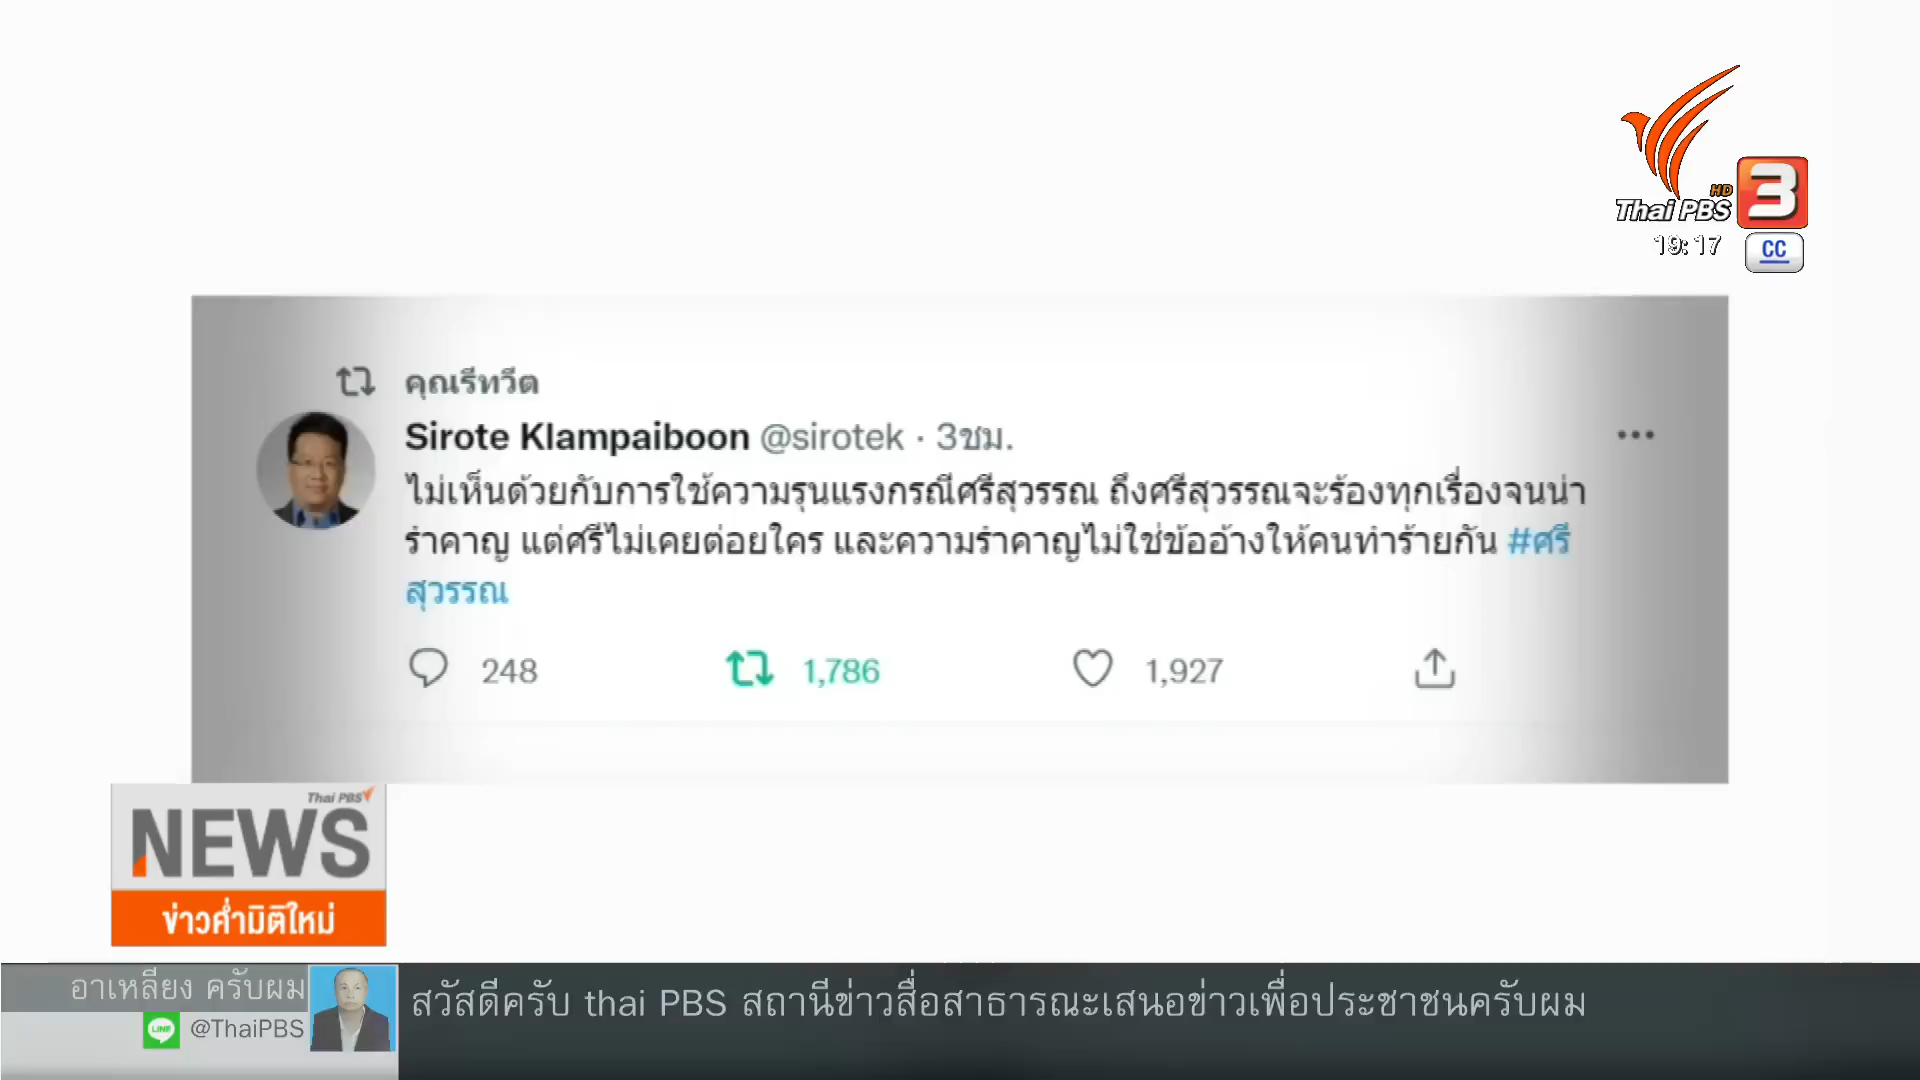 HD
Thai PBS 3
19:17
CC
คุณรีทวีต
Sirote Klampaiboon @sirotek · 3ชม.
ไม่เห็นด้วยกับการใช้ความรุนแรงกรณีศรีสุวรรณ ถึงศรีสุวรรณจะร้องทุกเรื่องจนน่า
รำคาญ แต่ศรีไม่เคยต่อยใคร และความรำคาญไม่ใช่ข้ออ้างให้คนทำร้ายกัน #ศรี
สุวรรณ
248 1,786 1,927
Thai PBS
NEWS
ข่าวค่ำมิติใหม่
อาเหลียง ครับผม
LINE @ThaiPBS
สวัสดีครับ thai PBS สถานีข่าวสื่อสาธารณะเสนอข่าวเพื่อประชาชนครับผม